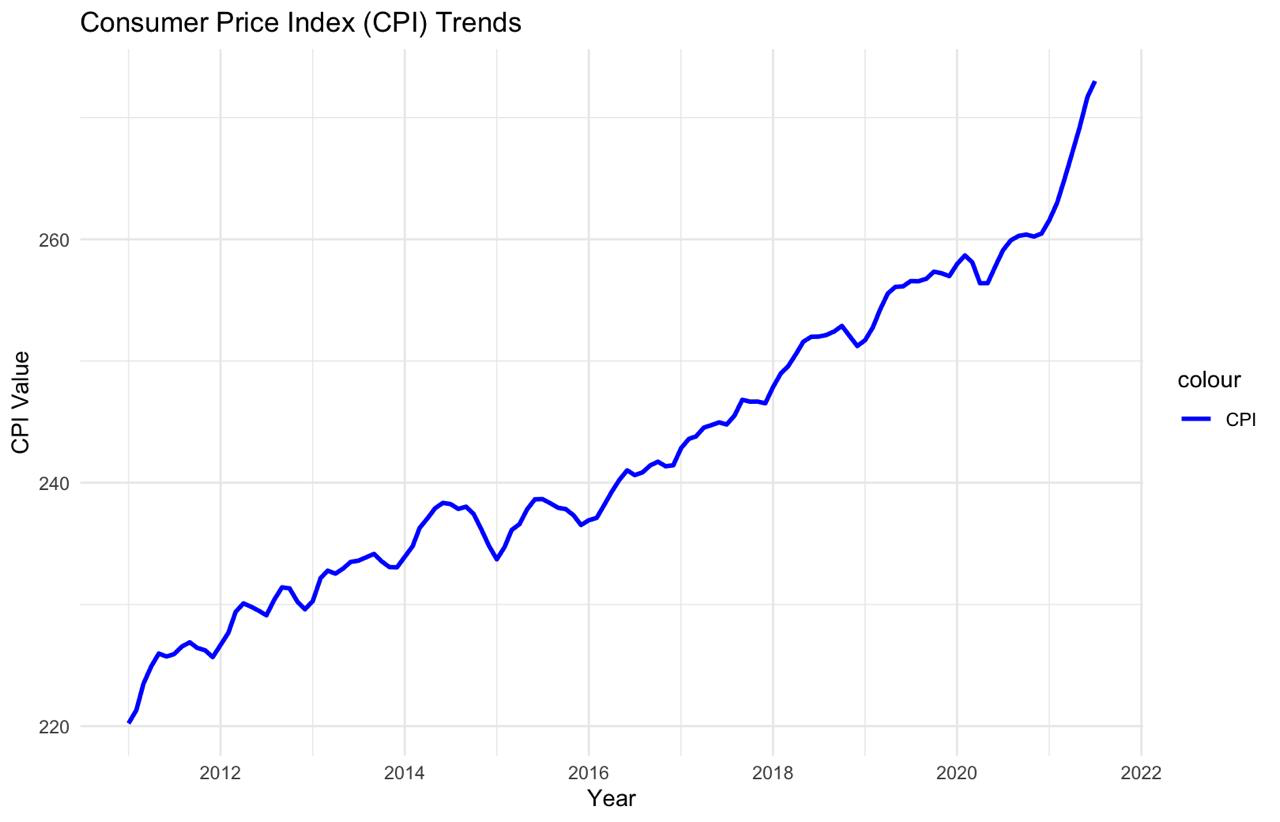 Consumer Price Index (CPI) Trends
CPI Value
260
240
220
2012 2014 2016 2018 2020 2022
Year
colour
CPI